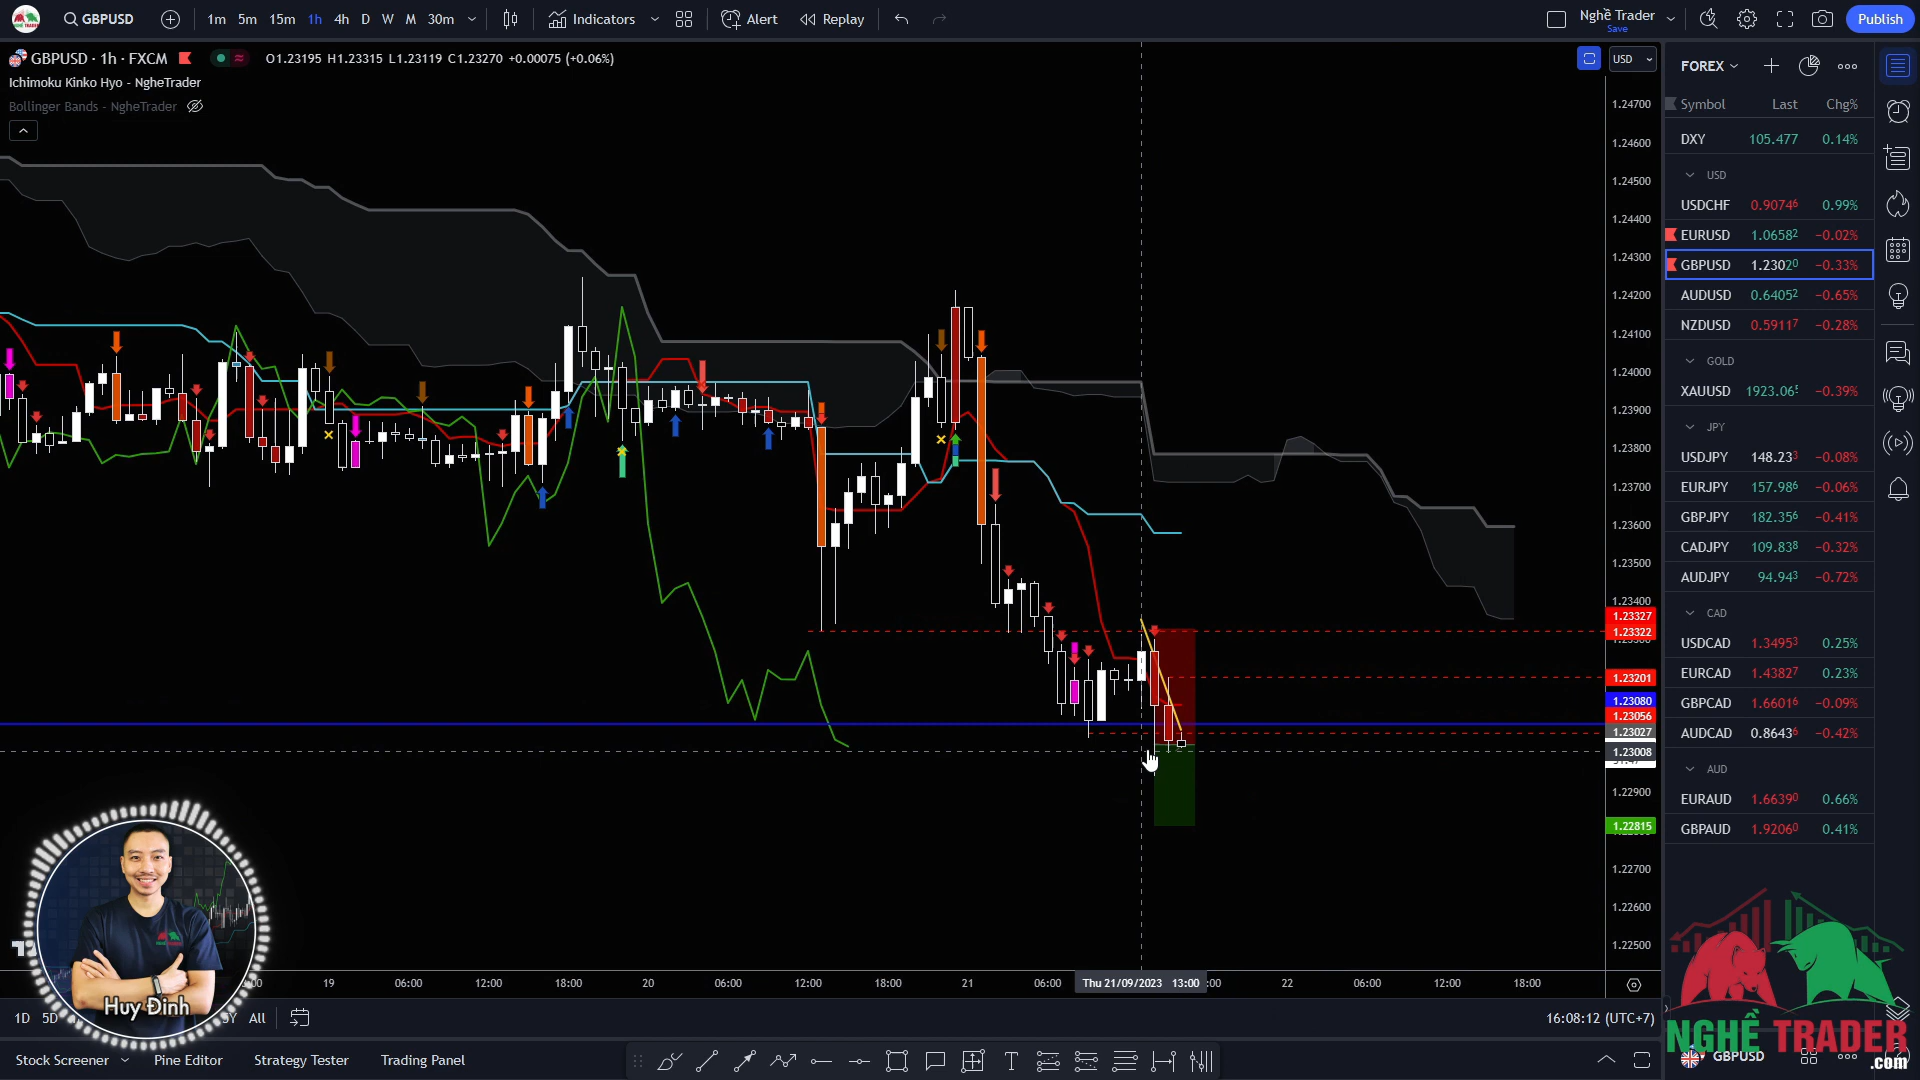 GBPUSD 1m 5m 15m 1h 4h D W M 30m Indicators Alert Replay Nghề Trader Save Publish
GBPUSD · 1h · FXCM O1.23195 H1.23315 L1.23119 C1.23270 +0.00075 (+0.06%)
Ichimoku Kinko Hyo - NgheTrader
Bollinger Bands - NgheTrader
USD
1.24700
1.24600
1.24500
1.24400
1.24300
1.24200
1.24100
1.24000
1.23900
1.23800
1.23700
1.23600
1.23500
1.23400
1.23327
1.23322
1.23201
1.23080
1.23056
1.23027
1.23008
1.22900
1.22815
1.22700
1.22600
1.22500
FOREX
Symbol Last Chg%
DXY 105.477 0.14%
USD
USDCHF 0.90746 0.99%
EURUSD 1.06582 −0.02%
GBPUSD 1.23020 −0.33%
AUDUSD 0.64052 −0.65%
NZDUSD 0.59117 −0.28%
GOLD
XAUUSD 1923.065 −0.39%
JPY
USDJPY 148.233 −0.08%
EURJPY 157.986 −0.06%
GBPJPY 182.356 −0.41%
CADJPY 109.838 −0.32%
AUDJPY 94.943 −0.72%
CAD
USDCAD 1.34953 0.25%
EURCAD 1.43827 0.23%
GBPCAD 1.66016 −0.09%
AUDCAD 0.86436 −0.42%
AUD
EURAUD 1.66390 0.66%
GBPAUD 1.92060 0.41%
19 06:00 12:00 18:00 20 06:00 12:00 18:00 21 06:00 Thu 21/09/2023 13:00 :00 22 06:00 12:00 18:00
Huy Đinh
1D 5D All 16:08:12 (UTC+7)
Stock Screener Pine Editor Strategy Tester Trading Panel
NGHỀ TRADER
.com
GBPUSD